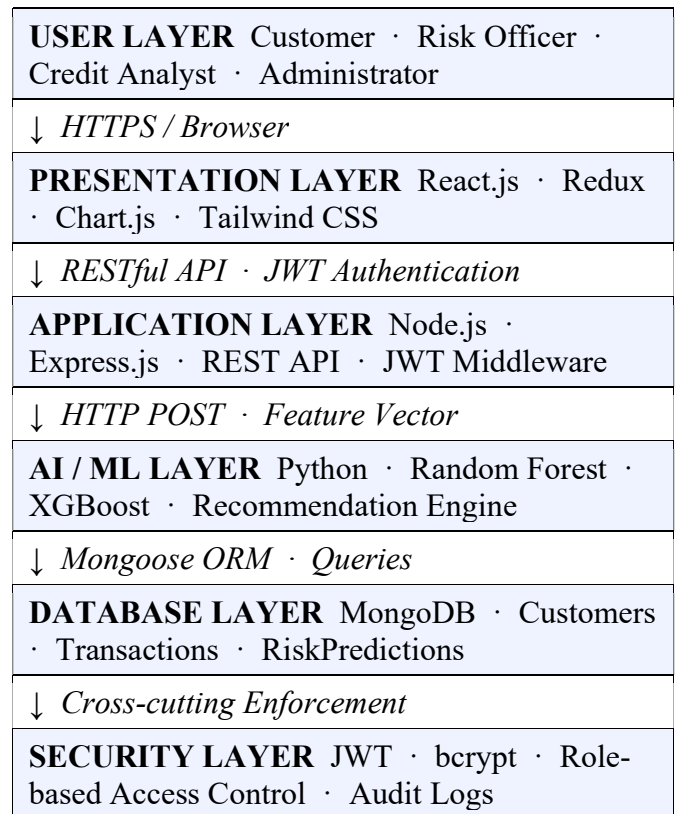 USER LAYER Customer · Risk Officer ·
Credit Analyst · Administrator
↓ HTTPS / Browser
PRESENTATION LAYER React.js · Redux
· Chart.js · Tailwind CSS
↓ RESTful API · JWT Authentication
APPLICATION LAYER Node.js ·
Express.js · REST API · JWT Middleware
↓ HTTP POST · Feature Vector
AI / ML LAYER Python · Random Forest ·
XGBoost · Recommendation Engine
↓ Mongoose ORM · Queries
DATABASE LAYER MongoDB · Customers
· Transactions · RiskPredictions
↓ Cross-cutting Enforcement
SECURITY LAYER JWT · bcrypt · Role-
based Access Control · Audit Logs